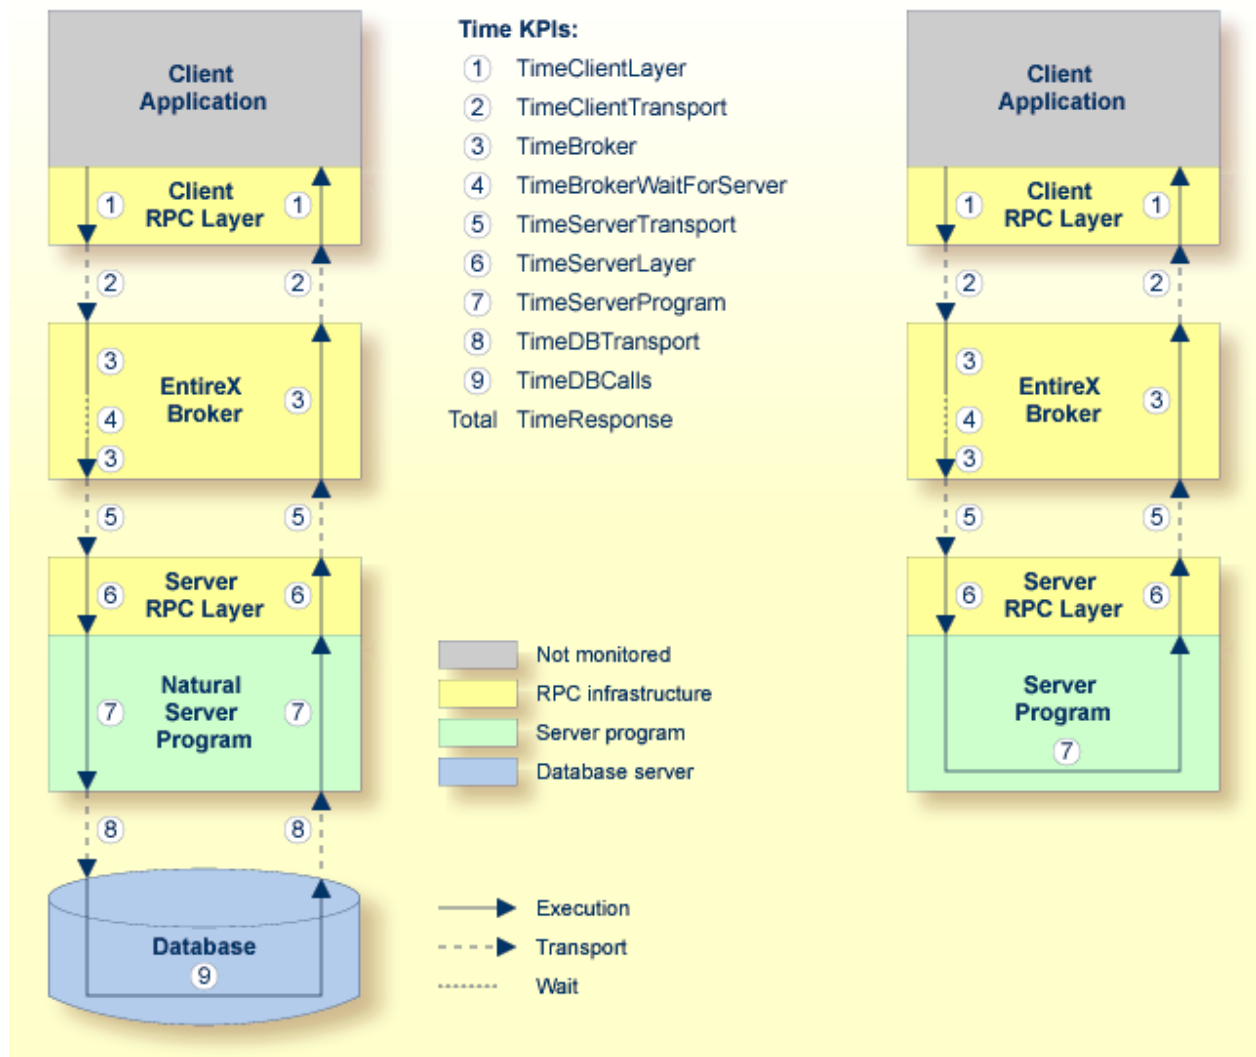 Client
Application
1
Client
RPC Layer
1
2
2
3
EntireX
Broker
3
4
3
5
5
6
Server
RPC Layer
6
7
Natural
Server
Program
7
8
8
Database
9
Time KPIs:
1 TimeClientLayer
2 TimeClientTransport
3 TimeBroker
4 TimeBrokerWaitForServer
5 TimeServerTransport
6 TimeServerLayer
7 TimeServerProgram
8 TimeDBTransport
9 TimeDBCalls
Total TimeResponse
Not monitored
RPC infrastructure
Server program
Database server
Execution
Transport
Wait
Client
Application
1
Client
RPC Layer
1
2
2
3
EntireX
Broker
3
4
3
5
5
6
Server
RPC Layer
6
Server
Program
7